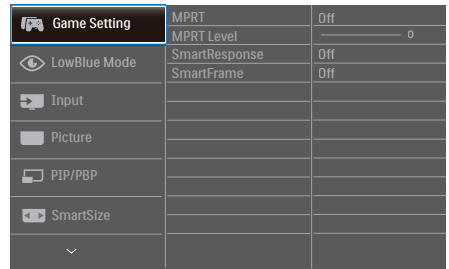 Game Setting
LowBlue Mode
Input
Picture
PIP/PBP
SmartSize
MPRT Off
MPRT Level 0
SmartResponse Off
SmartFrame Off